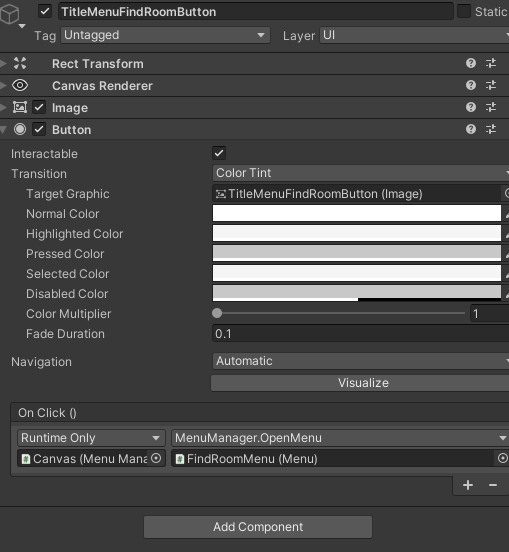 TitleMenuFindRoomButton Static
Tag Untagged Layer UI
Rect Transform
Canvas Renderer
Image
Button
Interactable
Transition Color Tint
Target Graphic TitleMenuFindRoomButton (Image)
Normal Color
Highlighted Color
Pressed Color
Selected Color
Disabled Color
Color Multiplier 1
Fade Duration 0.1
Navigation Automatic
Visualize
On Click ()
Runtime Only MenuManager.OpenMenu
Canvas (Menu Mana FindRoomMenu (Menu)
Add Component